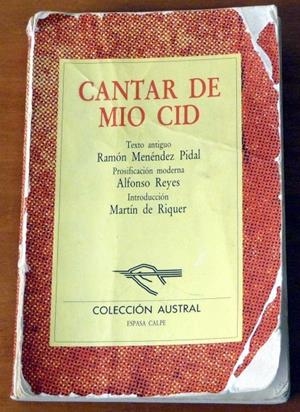 CANTAR DE
MIO CID
Texto antiguo
Ramón Menéndez Pidal
Prosificación moderna
Alfonso Reyes
Introducción
Martín de Riquer
COLECCIÓN AUSTRAL
ESPASA CALPE